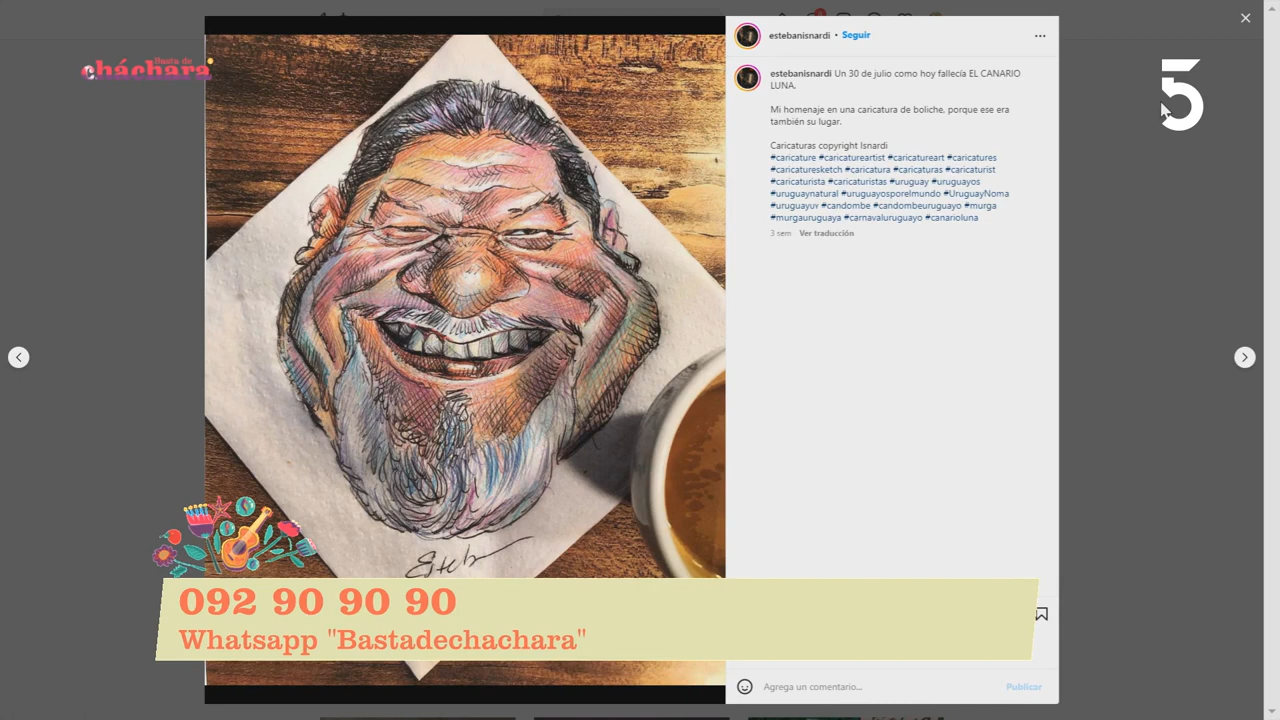 Basta de
cháchara
5
estebanisnardi • Seguir
estebanisnardi Un 30 de julio como hoy fallecía EL CANARIO
LUNA.
Mi homenaje en una caricatura de boliche, porque ese era
también su lugar.
Caricaturas copyright Isnardi
#caricature #caricatureartist #caricatureart #caricatures
#caricaturesketch #caricatura #caricaturas #caricaturist
#caricaturista #caricaturistas #uruguay #uruguayos
#uruguaynatural #uruguayosporelmundo #UruguayNoma
#uruguayuy #candombe #candombeuruguayo #murga
#murgauruguaya #carnavaluruguayo #canarioluna
3 sem Ver traducción
092 90 90 90
Whatsapp "Bastadechachara"
Agrega un comentario...
Publicar